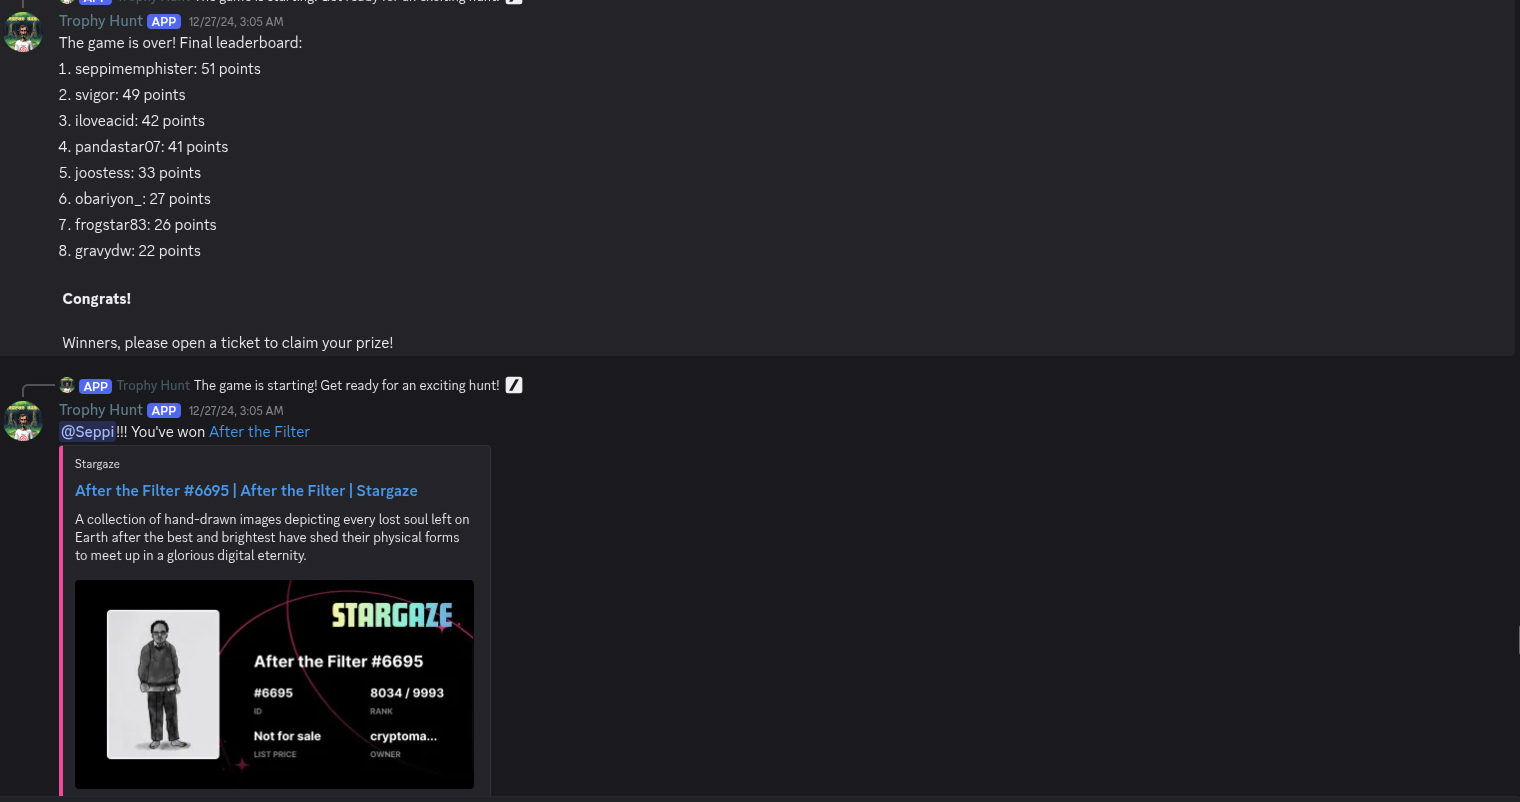 APP Trophy Hunt The game is starting! Get ready for an exciting hunt!
Trophy Hunt APP 12/27/24, 3:05 AM
The game is over! Final leaderboard:
1. seppimemphister: 51 points
2. svigor: 49 points
3. iloveacid: 42 points
4. pandastar07: 41 points
5. joostess: 33 points
6. obariyon_: 27 points
7. frogstar83: 26 points
8. gravydw: 22 points
Congrats!
Winners, please open a ticket to claim your prize!
APP Trophy Hunt The game is starting! Get ready for an exciting hunt!
Trophy Hunt APP 12/27/24, 3:05 AM
@Seppi!!! You've won After the Filter
Stargaze
After the Filter #6695 | After the Filter | Stargaze
A collection of hand-drawn images depicting every lost soul left on
Earth after the best and brightest have shed their physical forms
to meet up in a glorious digital eternity.
STARGAZE
After the Filter #6695
#6695 8034 / 9993
ID RANK
Not for sale cryptoma...
LIST PRICE OWNER